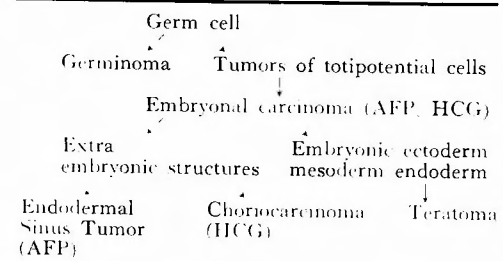 Germ cell
Germinoma Tumors of totipotential cells
Embryonal carcinoma (AFP, HCG)
Extra Embryonic ectoderm
embryonic structures mesoderm endoderm
Endodermal Choriocarcinoma Teratoma
Sinus Tumor (HCG)
(AFP)